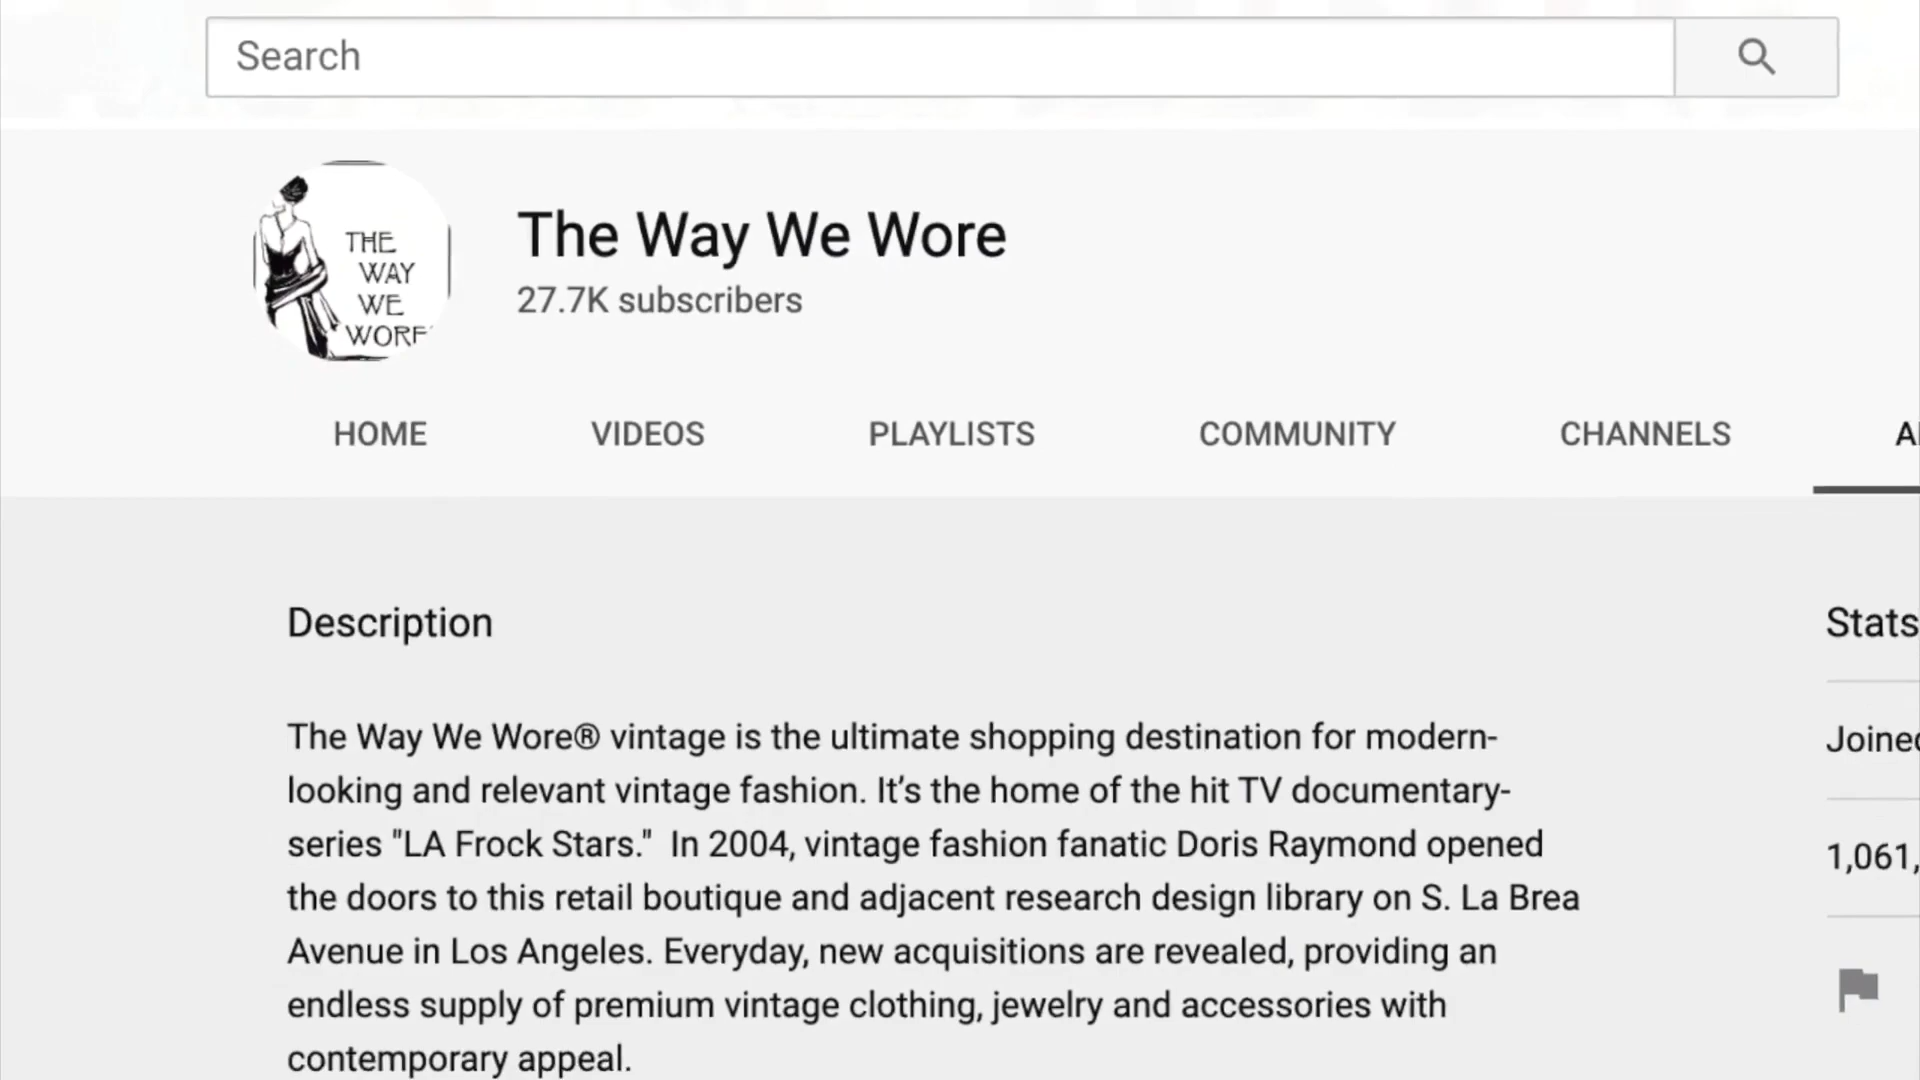 Search
THE
WAY
WE
WORE
The Way We Wore
27.7K subscribers
HOME VIDEOS PLAYLISTS COMMUNITY CHANNELS
Description
Stats
The Way We Wore® vintage is the ultimate shopping destination for modern-
looking and relevant vintage fashion. It’s the home of the hit TV documentary-
series "LA Frock Stars." In 2004, vintage fashion fanatic Doris Raymond opened
the doors to this retail boutique and adjacent research design library on S. La Brea
Avenue in Los Angeles. Everyday, new acquisitions are revealed, providing an
endless supply of premium vintage clothing, jewelry and accessories with
contemporary appeal.
Joined
1,061,